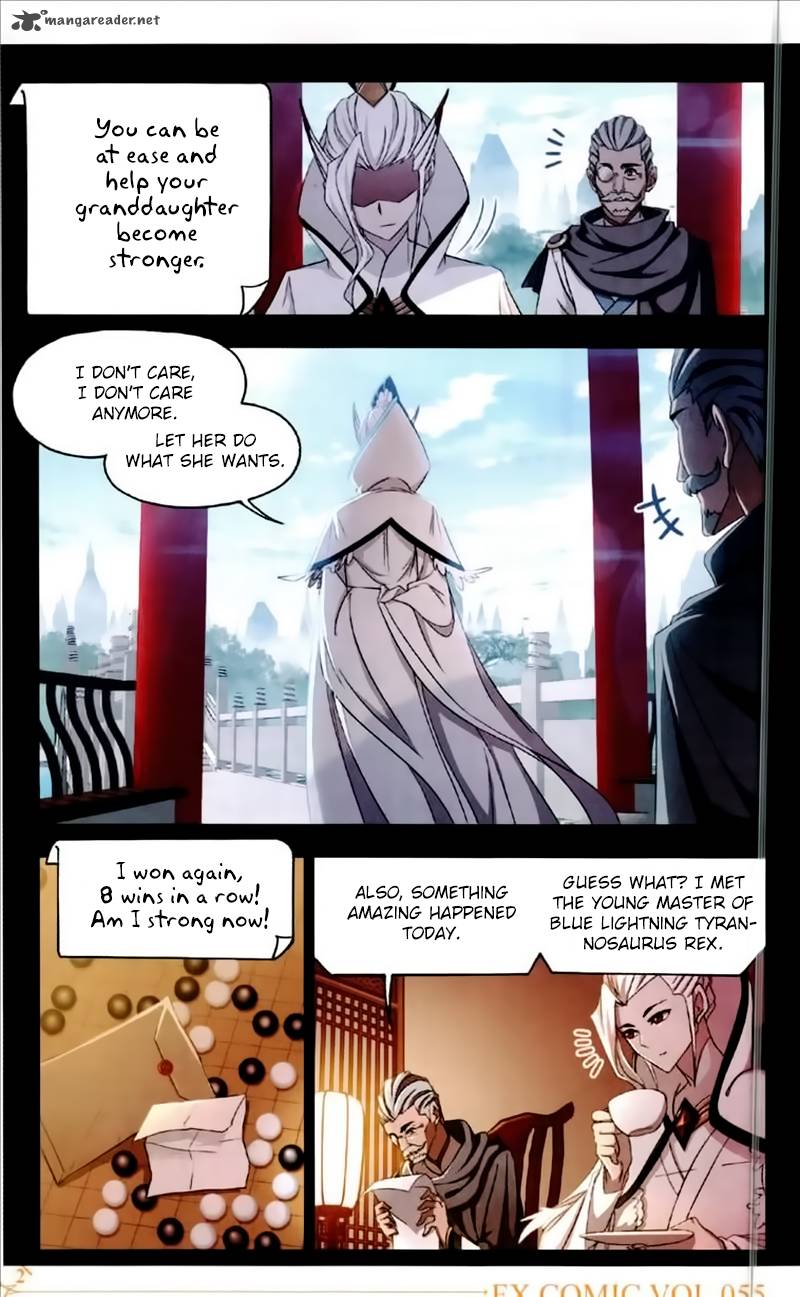 mangareader.net
You can be
at ease and
help your
granddaughter
become
stronger.
I DON'T CARE,
I DON'T CARE
ANYMORE.
LET HER DO
WHAT SHE WANTS.
I won again,
8 wins in a row!
Am I strong now!
ALSO, SOMETHING
AMAZING HAPPENED
TODAY.
GUESS WHAT? I MET
THE YOUNG MASTER OF
BLUE LIGHTNING TYRAN-
NOSAURUS REX.
2
EX COMIC VOL 055